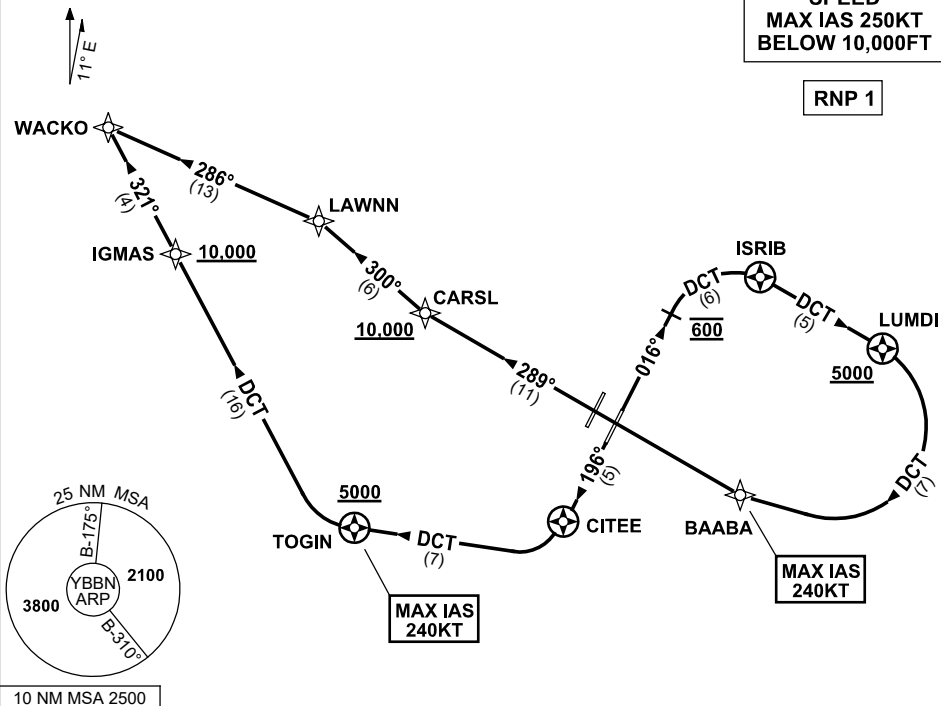 SPEED
MAX IAS 250KT
BELOW 10,000FT
RNP 1
11° E
WACKO
286°
(13)
321°
(4)
LAWNN
IGMAS
10,000
300°
(6)
CARSL
10,000
ISRIB
DCT
(6)
DCT
(5)
LUMDI
600
5000
016°
289°
(11)
DCT
(16)
196°
(5)
DCT
(7)
5000
TOGIN
DCT
(7)
CITEE
BAABA
MAX IAS
240KT
MAX IAS
240KT
25 NM MSA
B-175°
YBBN
ARP
2100
3800
B-310°
10 NM MSA 2500